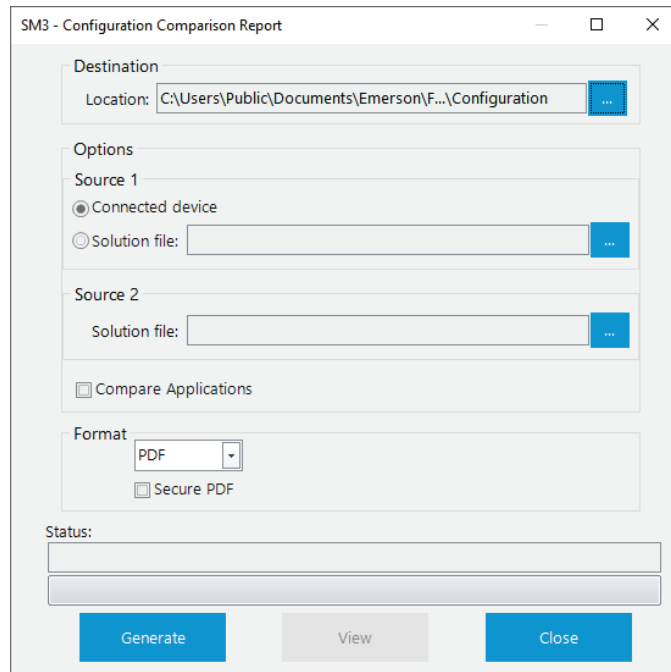 SM3 - Configuration Comparison Report
Destination
Location: C:\Users\Public\Documents\Emerson\F...\Configuration ...
Options
Source 1
Connected device
Solution file: ...
Source 2
Solution file: ...
Compare Applications
Format
PDF
Secure PDF
Status:
Generate View Close